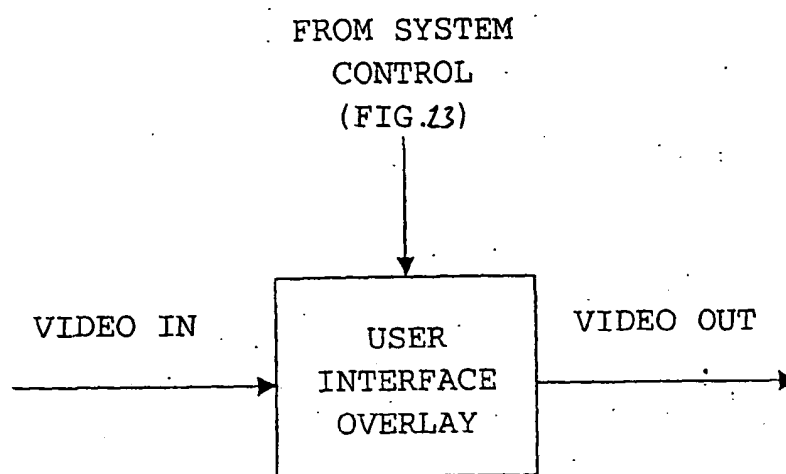 FROM SYSTEM
CONTROL
(FIG.13)
VIDEO IN
USER
INTERFACE
OVERLAY
VIDEO OUT